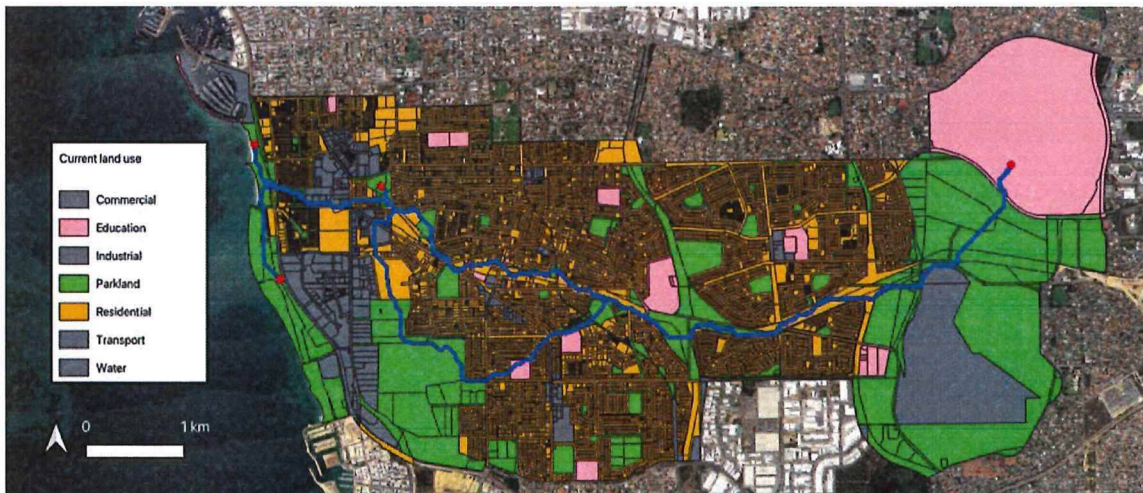 Current land use
Commercial
Education
Industrial
Parkland
Residential
Transport
Water
0 1 km